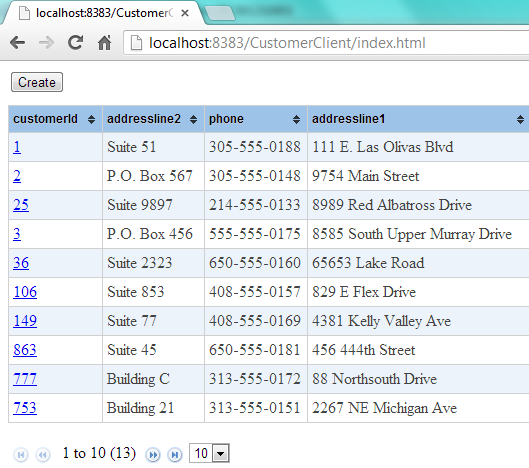 localhost:8383/CustomerC
localhost:8383/CustomerClient/index.html
Create
customerId addressline2 phone addressline1
1 Suite 51 305-555-0188 111 E. Las Olivas Blvd
2 P.O. Box 567 305-555-0148 9754 Main Street
25 Suite 9897 214-555-0133 8989 Red Albatross Drive
3 P.O. Box 456 555-555-0175 8585 South Upper Murray Drive
36 Suite 2323 650-555-0160 65653 Lake Road
106 Suite 853 408-555-0157 829 E Flex Drive
149 Suite 77 408-555-0169 4381 Kelly Valley Ave
863 Suite 45 650-555-0181 456 444th Street
777 Building C 313-555-0172 88 Northsouth Drive
753 Building 21 313-555-0151 2267 NE Michigan Ave
1 to 10 (13) 10